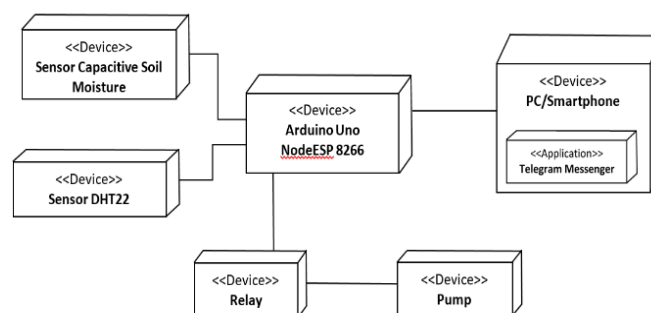 <<Device>>
Sensor Capacitive Soil
Moisture
<<Device>>
Arduino Uno
NodeESP 8266
<<Device>>
PC/Smartphone
<<Application>>
Telegram Messenger
<<Device>>
Sensor DHT22
<<Device>>
Relay
<<Device>>
Pump